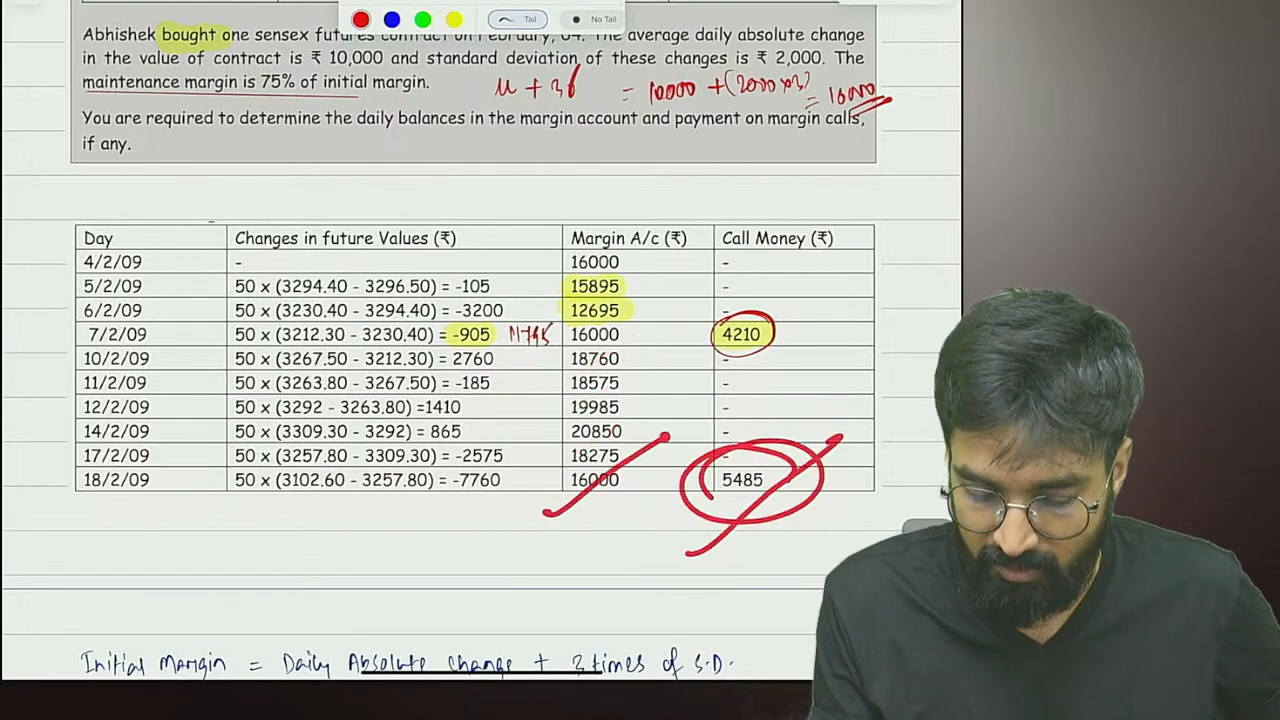 Tail
No Tail
Abhishek bought one sensex futures contract on February, 04. The average daily absolute change
in the value of contract is ₹ 10,000 and standard deviation of these changes is ₹ 2,000. The
maintenance margin is 75% of initial margin.
μ + 3σ = 10000 + (2000×3)
= 16000
You are required to determine the daily balances in the margin account and payment on margin calls,
if any.
Day Changes in future Values (₹) Margin A/c (₹) Call Money (₹)
4/2/09 - 16000 -
5/2/09 50 x (3294.40 - 3296.50) = -105 15895 -
6/2/09 50 x (3230.40 - 3294.40) = -3200 12695 -
7/2/09 50 x (3212.30 - 3230.40) = -905 11795 16000 4210
10/2/09 50 x (3267.50 - 3212.30) = 2760 18760 -
11/2/09 50 x (3263.80 - 3267.50) = -185 18575 -
12/2/09 50 x (3292 - 3263.80) =1410 19985 -
14/2/09 50 x (3309.30 - 3292) = 865 20850 -
17/2/09 50 x (3257.80 - 3309.30) = -2575 18275 -
18/2/09 50 x (3102.60 - 3257.80) = -7760 16000 5485
Initial Margin = Daily Absolute change + 3 times of S.D.